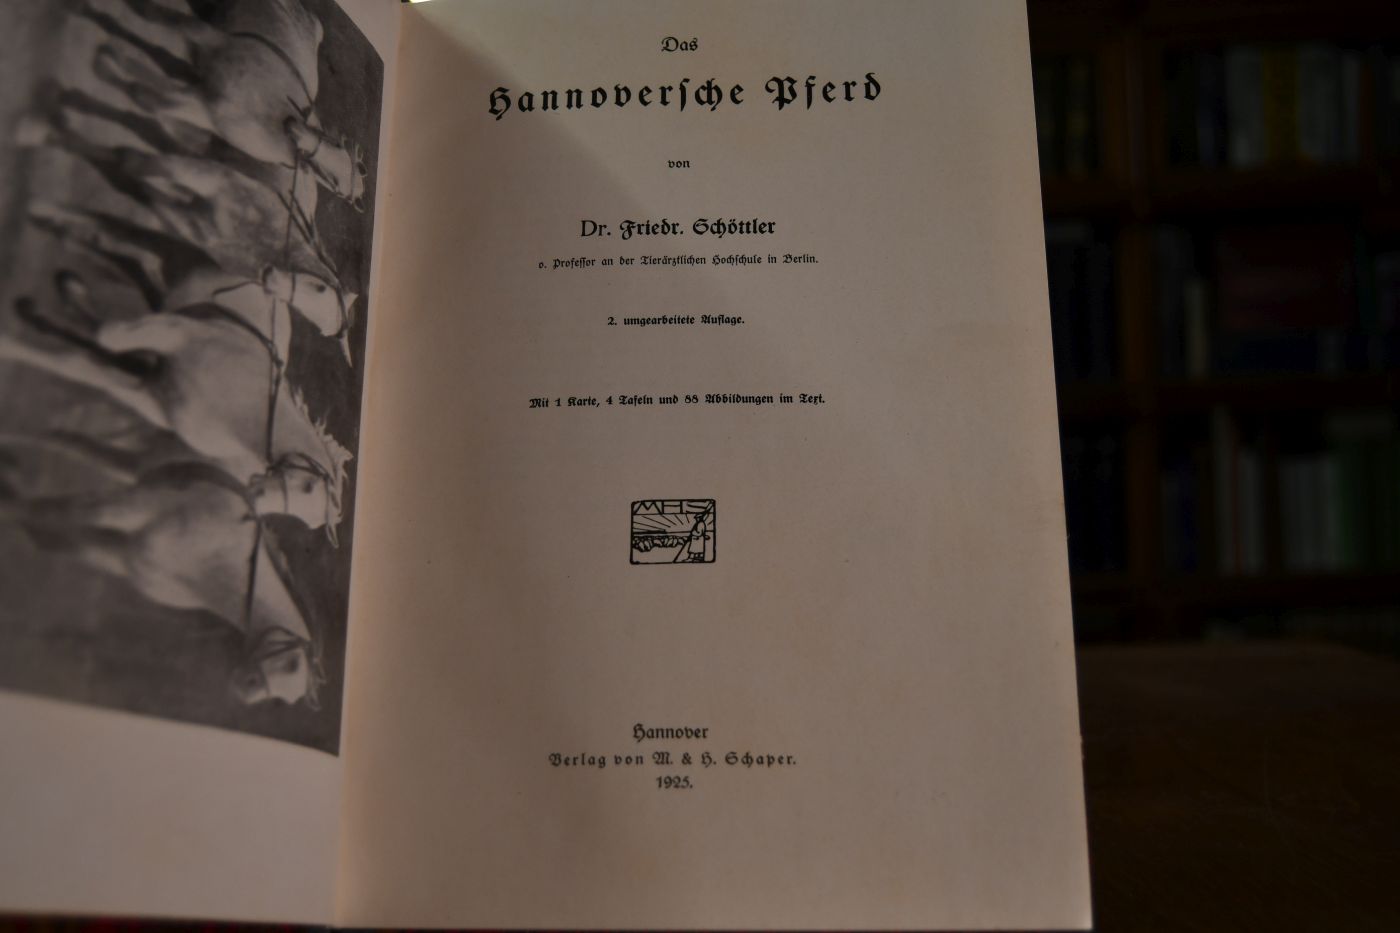 Das
Hannoversche Pferd
von
Dr. Friedr. Schöttler
o. Professor an der Tierärztlichen Hochschule in Berlin.
2. umgearbeitete Auflage.
Mit 1 Karte, 4 Tafeln und 88 Abbildungen im Text.
MHS
Hannover
Verlag von M. & H. Schaper.
1925.